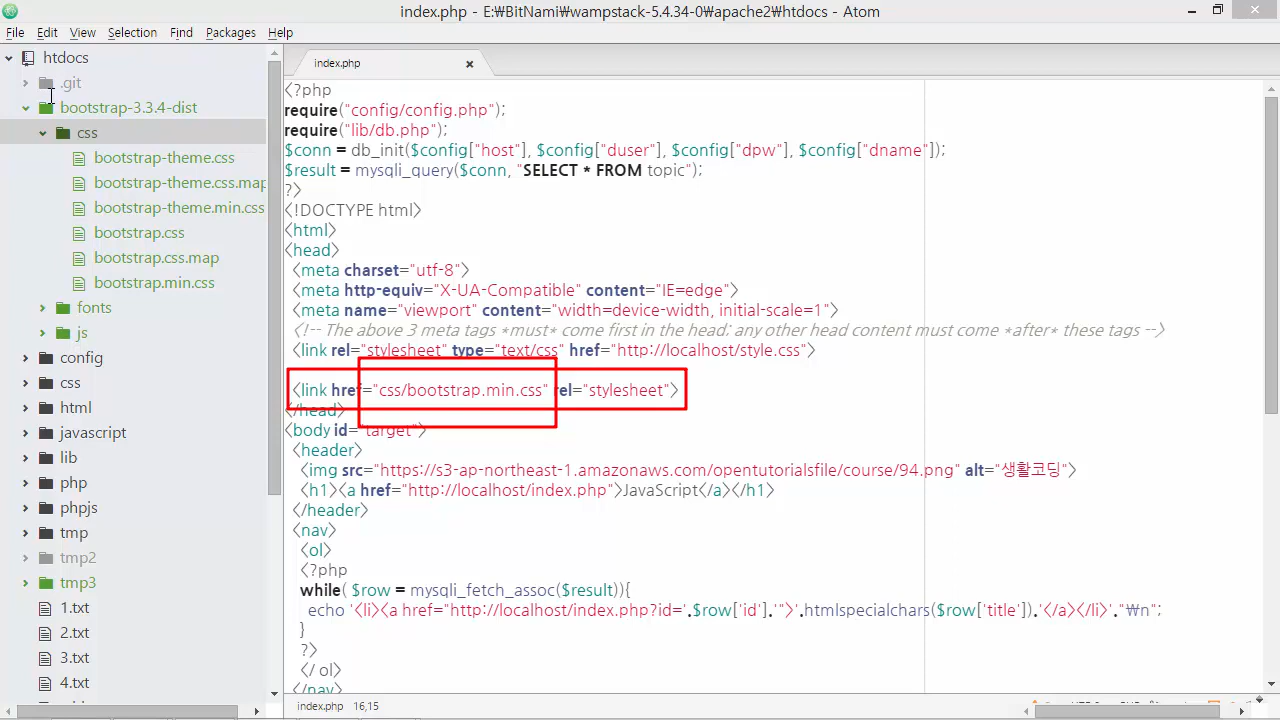 index.php - E:₩BitNami₩wampstack-5.4.34-0₩apache2₩htdocs - Atom
File Edit View Selection Find Packages Help
htdocs
.git
bootstrap-3.3.4-dist
css
bootstrap-theme.css
bootstrap-theme.css.map
bootstrap-theme.min.css
bootstrap.css
bootstrap.css.map
bootstrap.min.css
fonts
js
config
css
html
javascript
lib
php
phpjs
tmp
tmp2
tmp3
1.txt
2.txt
3.txt
4.txt
index.php
<?php
require("config/config.php");
require("lib/db.php");
$conn = db_init($config["host"], $config["duser"], $config["dpw"], $config["dname"]);
$result = mysqli_query($conn, "SELECT * FROM topic");
?>
<!DOCTYPE html>
<html>
<head>
<meta charset="utf-8">
<meta http-equiv="X-UA-Compatible" content="IE=edge">
<meta name="viewport" content="width=device-width, initial-scale=1">
<!-- The above 3 meta tags *must* come first in the head; any other head content must come *after* these tags -->
<link rel="stylesheet" type="text/css" href="http://localhost/style.css">
<link href="css/bootstrap.min.css" rel="stylesheet">
</head>
<body id="target">
<header>
<img src="https://s3-ap-northeast-1.amazonaws.com/opentutorialsfile/course/94.png" alt="생활코딩">
<h1><a href="http://localhost/index.php">JavaScript</a></h1>
</header>
<nav>
<ol>
<?php
while( $row = mysqli_fetch_assoc($result)){
echo '<li><a href="http://localhost/index.php?id='.$row['id'].'">'.htmlspecialchars($row['title']).'</a></li>'."₩n";
}
?>
</ ol>
</nav>
index.php 16,15